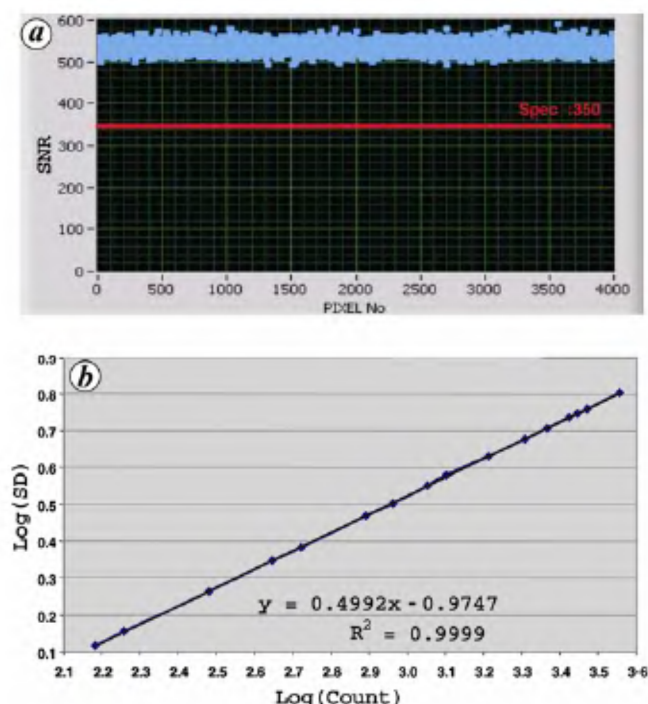 a
600
500
400
300
200
100
0
SNR
Spec :350
0 500 1000 1500 2000 2500 3000 3500 4000
PIXEL No
b
0.9
0.8
0.7
0.6
0.5
0.4
0.3
0.2
0.1
Log(SD)
y = 0.4992x - 0.9747
R² = 0.9999
2.1 2.2 2.3 2.4 2.5 2.6 2.7 2.8 2.9 3.0 3.1 3.2 3.3 3.4 3.5 3-6
Log(Count)